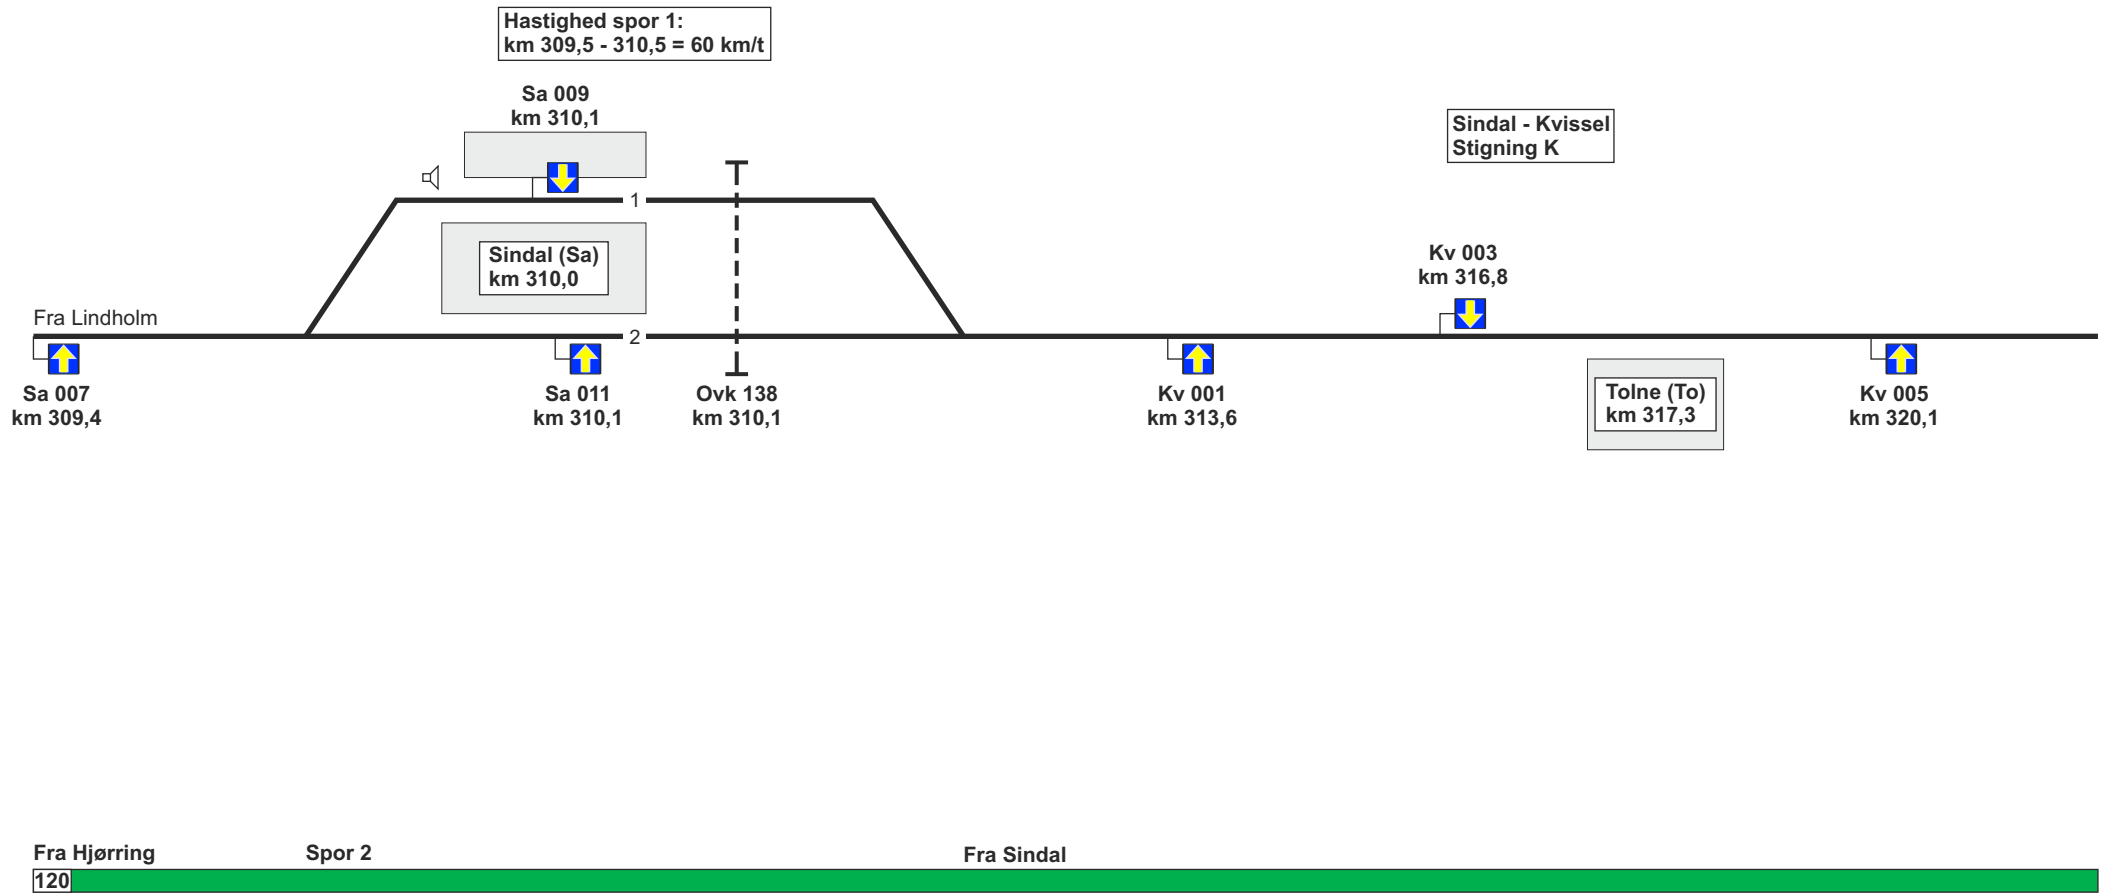 Hastighed spor 1:
km 309,5 - 310,5 = 60 km/t
Sa 009
km 310,1
Sindal - Kvissel
Stigning K
1
Sindal (Sa)
km 310,0
Kv 003
km 316,8
Fra Lindholm
2
Sa 007
km 309,4
Sa 011
km 310,1
Ovk 138
km 310,1
Kv 001
km 313,6
Tolne (To)
km 317,3
Kv 005
km 320,1
Fra Hjørring
Spor 2
Fra Sindal
120